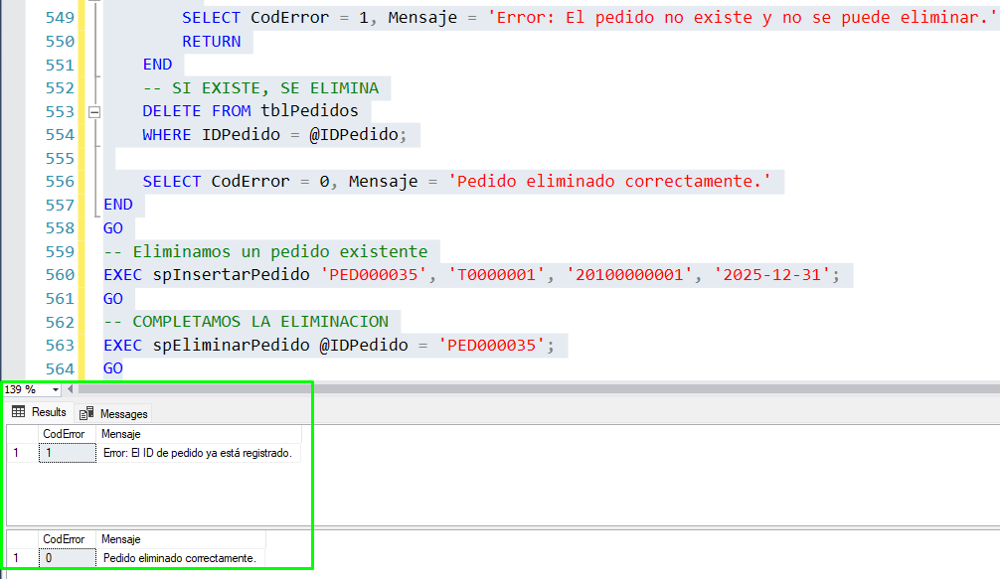 549 SELECT CodError = 1, Mensaje = 'Error: El pedido no existe y no se puede eliminar.'
550 RETURN
551 END
552 -- SI EXISTE, SE ELIMINA
553 DELETE FROM tblPedidos
554 WHERE IDPedido = @IDPedido;
555
556 SELECT CodError = 0, Mensaje = 'Pedido eliminado correctamente.'
557 END
558 GO
559 -- Eliminamos un pedido existente
560 EXEC spInsertarPedido 'PED000035', 'T0000001', '20100000001', '2025-12-31';
561 GO
562 -- COMPLETAMOS LA ELIMINACION
563 EXEC spEliminarPedido @IDPedido = 'PED000035';
564 GO
139 %
Results Messages
CodError Mensaje
1 1 Error: El ID de pedido ya está registrado.
CodError Mensaje
1 0 Pedido eliminado correctamente.